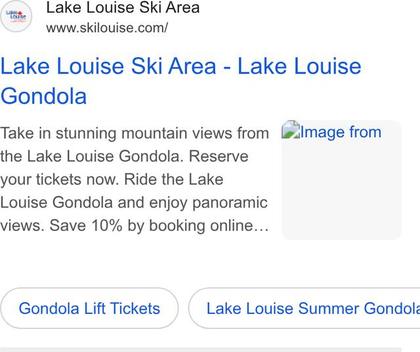 Lake Louise Ski Area
www.skilouise.com/
Lake Louise Ski Area - Lake Louise
Gondola
Take in stunning mountain views from
the Lake Louise Gondola. Reserve
your tickets now. Ride the Lake
Louise Gondola and enjoy panoramic
views. Save 10% by booking online...
Image from
Gondola Lift Tickets
Lake Louise Summer Gondola